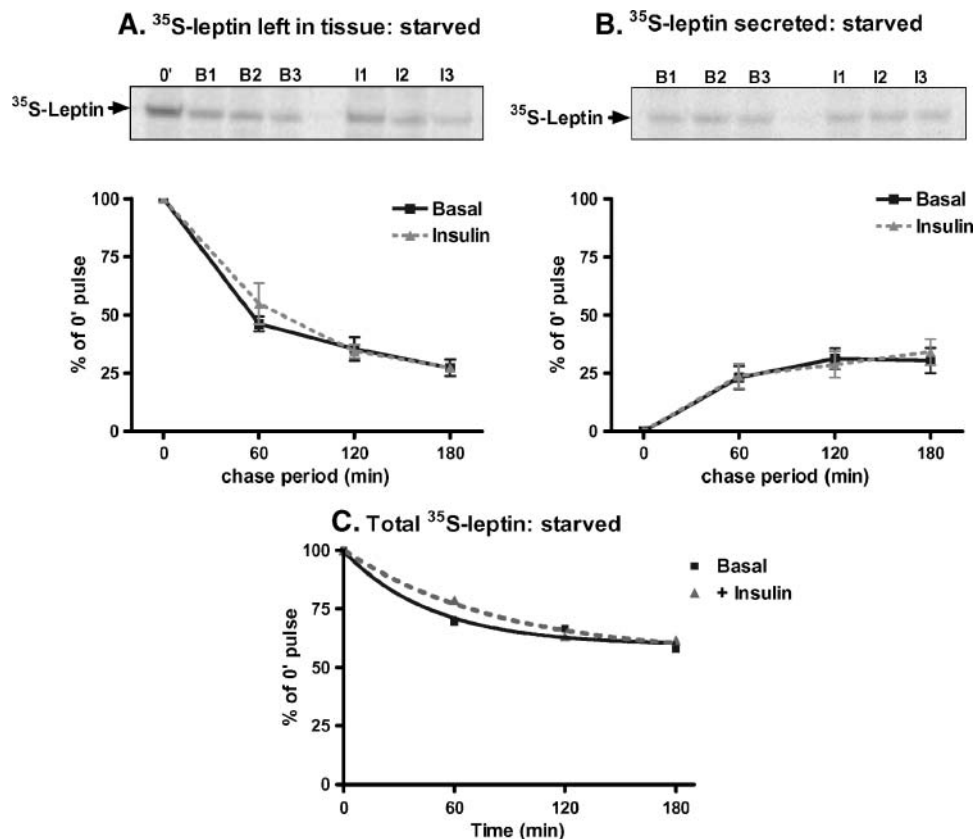 A. ³⁵S-leptin left in tissue: starved
0' B1 B2 B3 I1 I2 I3
³⁵S-Leptin
100
75
50
25
0
% of 0' pulse
Basal
Insulin
0 60 120 180
chase period (min)
B. ³⁵S-leptin secreted: starved
B1 B2 B3 I1 I2 I3
³⁵S-Leptin
100
75
50
25
0
% of 0' pulse
Basal
Insulin
0 60 120 180
chase period (min)
C. Total ³⁵S-leptin: starved
100
75
50
25
0
% of 0' pulse
Basal
+ Insulin
0 60 120 180
Time (min)